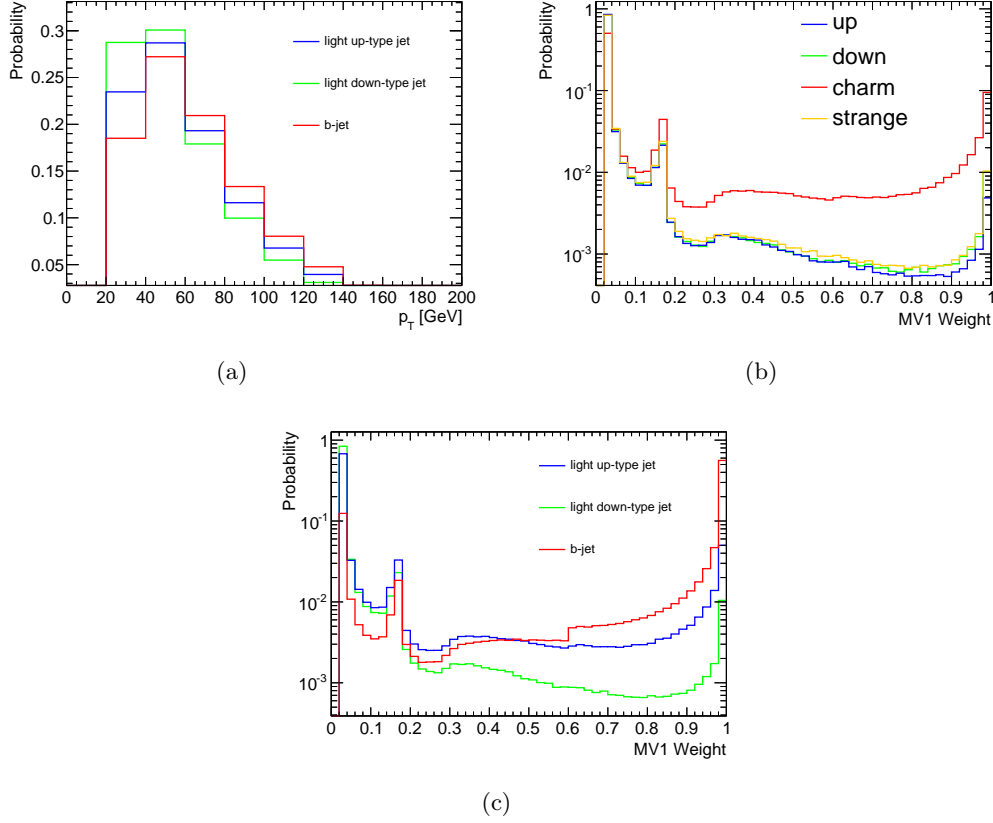 Probability
0.3
0.25
0.2
0.15
0.1
0.05
light up-type jet
light down-type jet
b-jet
0 20 40 60 80 100 120 140 160 180 200
p_T [GeV]
(a)
Probability
1
10^-1
10^-2
10^-3
up
down
charm
strange
0 0.1 0.2 0.3 0.4 0.5 0.6 0.7 0.8 0.9 1
MV1 Weight
(b)
Probability
1
10^-1
10^-2
10^-3
light up-type jet
light down-type jet
b-jet
0 0.1 0.2 0.3 0.4 0.5 0.6 0.7 0.8 0.9 1
MV1 Weight
(c)